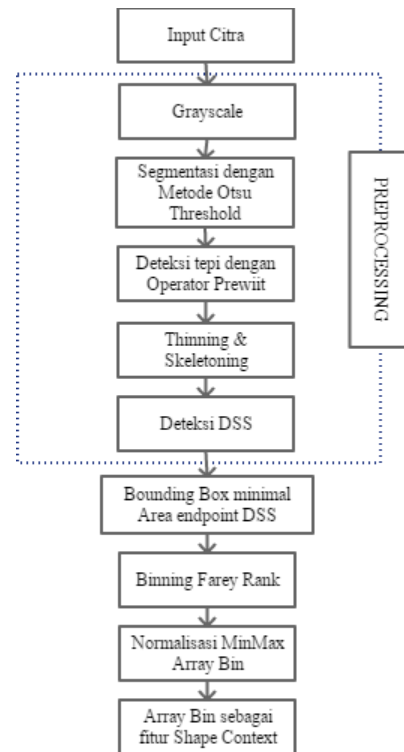 Input Citra
Grayscale
Segmentasi dengan
Metode Otsu
Threshold
Deteksi tepi dengan
Operator Prewiit
Thinning &
Skeletoning
Deteksi DSS
PREPROCESSING
Bounding Box minimal
Area endpoint DSS
Binning Farey Rank
Normalisasi MinMax
Array Bin
Array Bin sebagai
fitur Shape Context